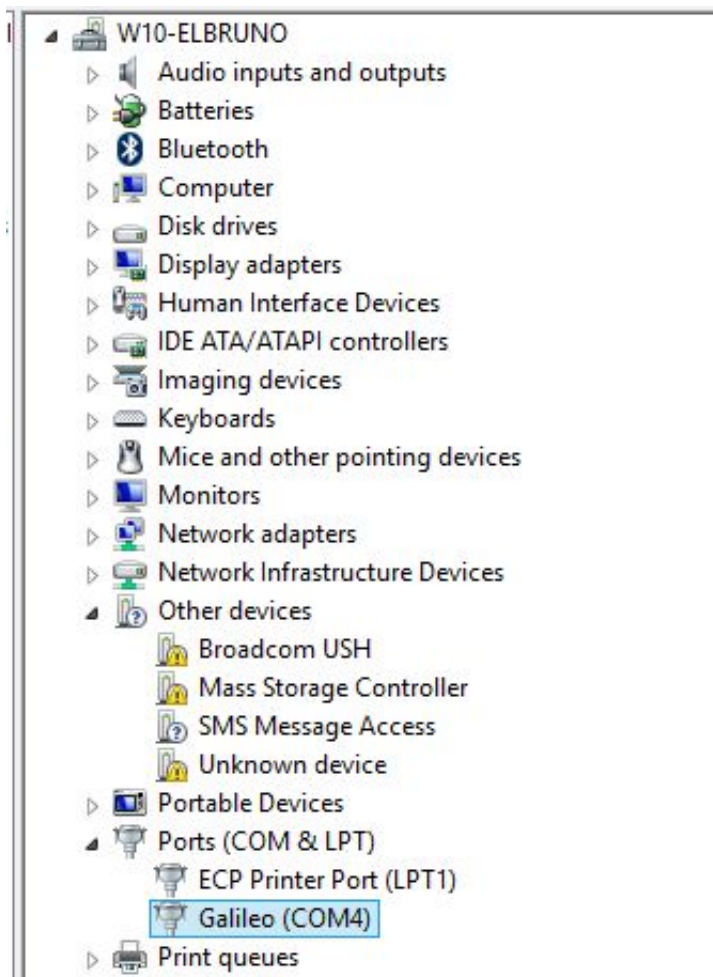 W10-ELBRUNO
Audio inputs and outputs
Batteries
Bluetooth
Computer
Disk drives
Display adapters
Human Interface Devices
IDE ATA/ATAPI controllers
Imaging devices
Keyboards
Mice and other pointing devices
Monitors
Network adapters
Network Infrastructure Devices
Other devices
Broadcom USH
Mass Storage Controller
SMS Message Access
Unknown device
Portable Devices
Ports (COM & LPT)
ECP Printer Port (LPT1)
Galileo (COM4)
Print queues